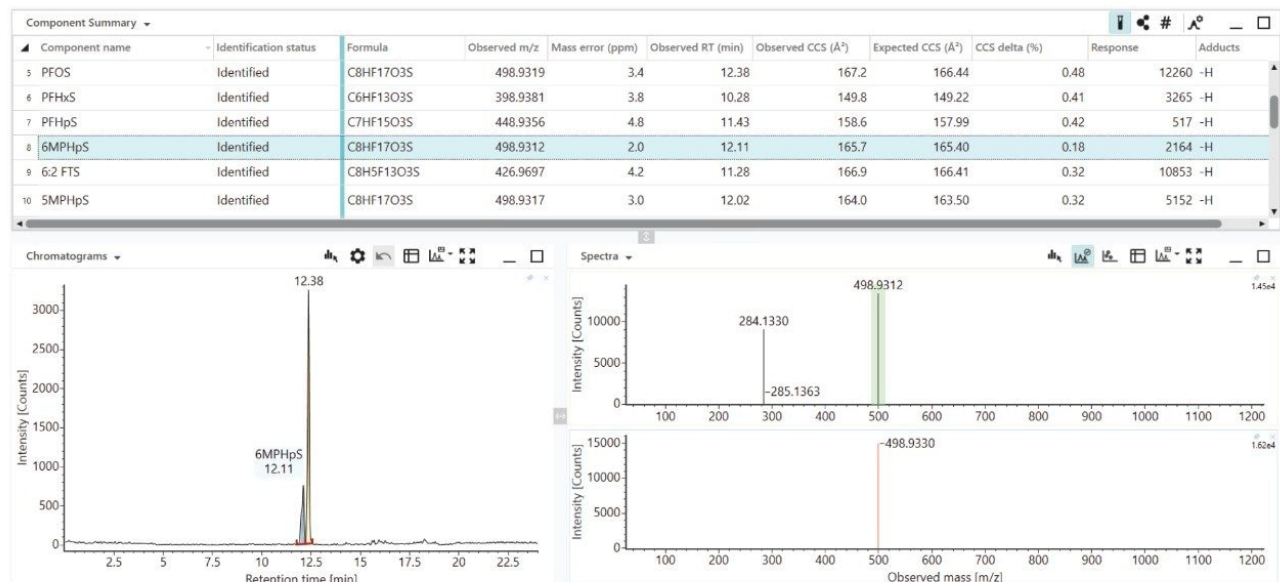 Component Summary
Component name Identification status Formula Observed m/z Mass error (ppm) Observed RT (min) Observed CCS (Å²) Expected CCS (Å²) CCS delta (%) Response Adducts
5 PFOS Identified C8HF17O3S 498.9319 3.4 12.38 167.2 166.44 0.48 12260 -H
6 PFHxS Identified C6HF13O3S 398.9381 3.8 10.28 149.8 149.22 0.41 3265 -H
7 PFHpS Identified C7HF15O3S 448.9356 4.8 11.43 158.6 157.99 0.42 517 -H
8 6MPHpS Identified C8HF17O3S 498.9312 2.0 12.11 165.7 165.40 0.18 2164 -H
9 6:2 FTS Identified C8H5F13O3S 426.9697 4.2 11.28 166.9 166.41 0.32 10853 -H
10 5MPHpS Identified C8HF17O3S 498.9317 3.0 12.02 164.0 163.50 0.32 5152 -H
Chromatograms
12.38
3000
2500
2000
1500
1000
500
0
6MPHpS
12.11
Intensity [Counts]
2.5 5 7.5 10 12.5 15 17.5 20 22.5
Retention time [min]
Spectra
498.9312
1.45e4
284.1330
-285.1363
10000
5000
0
Intensity [Counts]
100 200 300 400 500 600 700 800 900 1000 1100 1200
-498.9330
1.62e4
15000
10000
5000
0
Intensity [Counts]
100 200 300 400 500 600 700 800 900 1000 1100 1200
Observed mass [m/z]